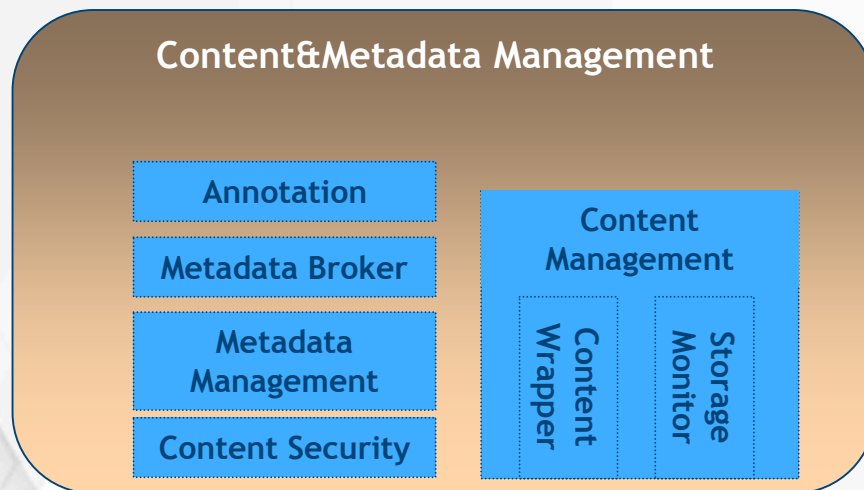 Content&Metadata Management
Annotation
Metadata Broker
Metadata
Management
Content Security
Content
Management
Content
Wrapper
Storage
Monitor